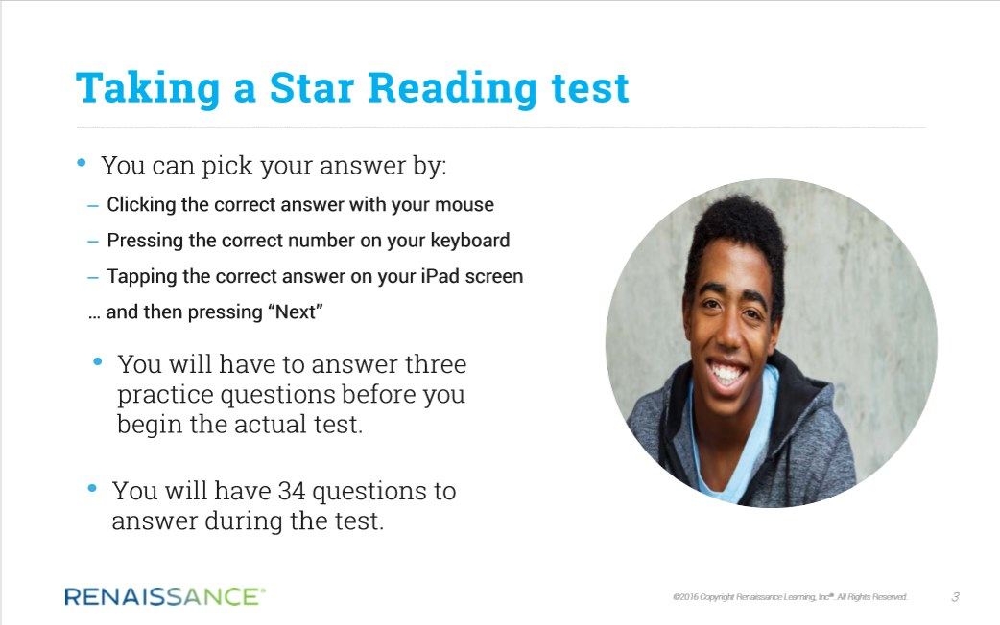 Taking a Star Reading test
• You can pick your answer by:
– Clicking the correct answer with your mouse
– Pressing the correct number on your keyboard
– Tapping the correct answer on your iPad screen
… and then pressing “Next”
• You will have to answer three
practice questions before you
begin the actual test.
• You will have 34 questions to
answer during the test.
RENAISSANCE®
©2016 Copyright Renaissance Learning, Inc®. All Rights Reserved.
3